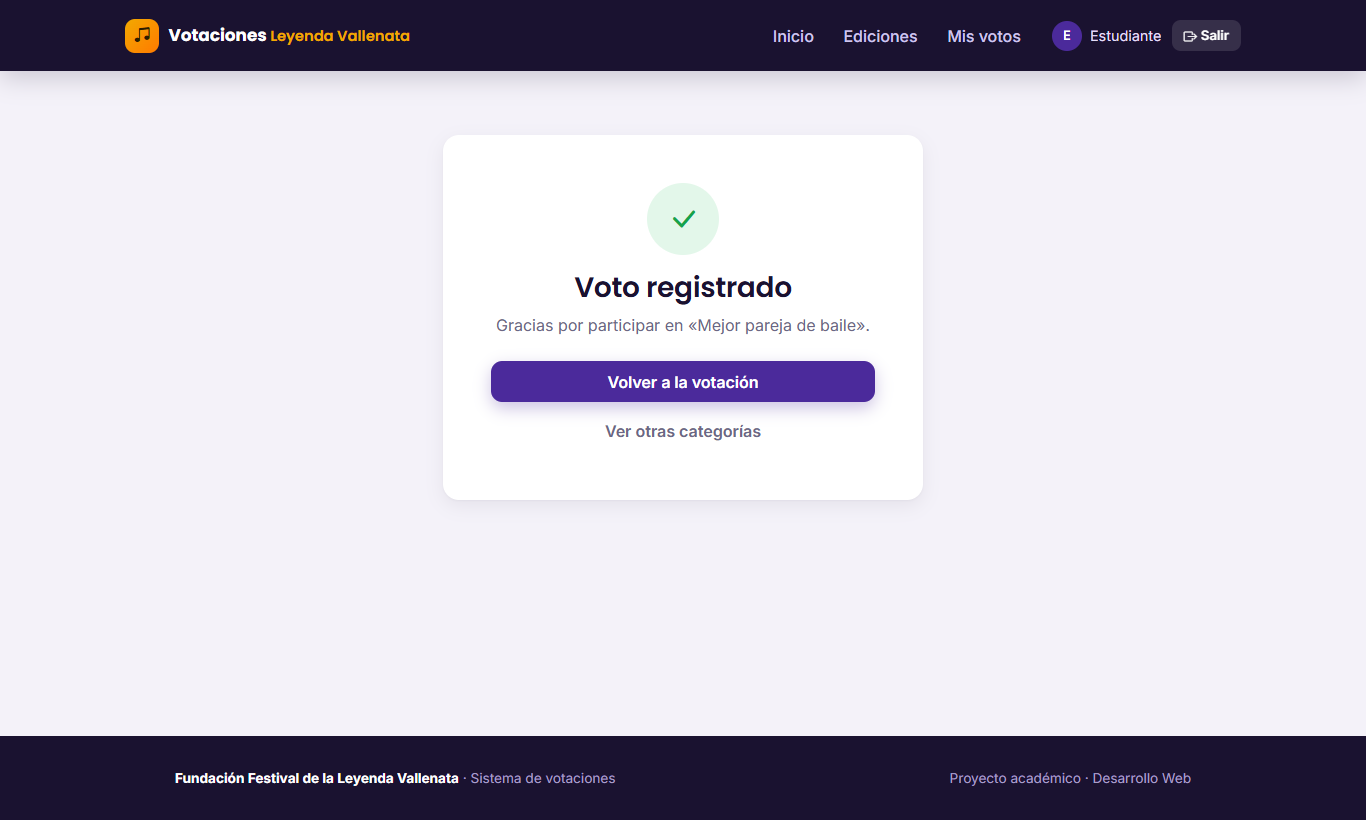 Votaciones Leyenda Vallenata
Inicio Ediciones Mis votos E Estudiante Salir
Voto registrado
Gracias por participar en «Mejor pareja de baile».
Volver a la votación
Ver otras categorías
Fundación Festival de la Leyenda Vallenata · Sistema de votaciones
Proyecto académico · Desarrollo Web